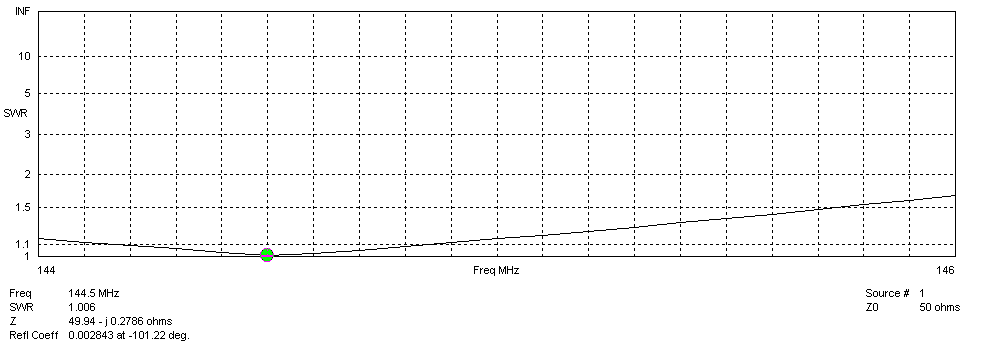 INF
10
5
SWR
3
2
1.5
1.1
1
144
Freq MHz
146
Freq 144.5 MHz
Source # 1
SWR 1.006
Z0 50 ohms
Z 49.94 - j 0.2786 ohms
Refl Coeff 0.002843 at -101.22 deg.